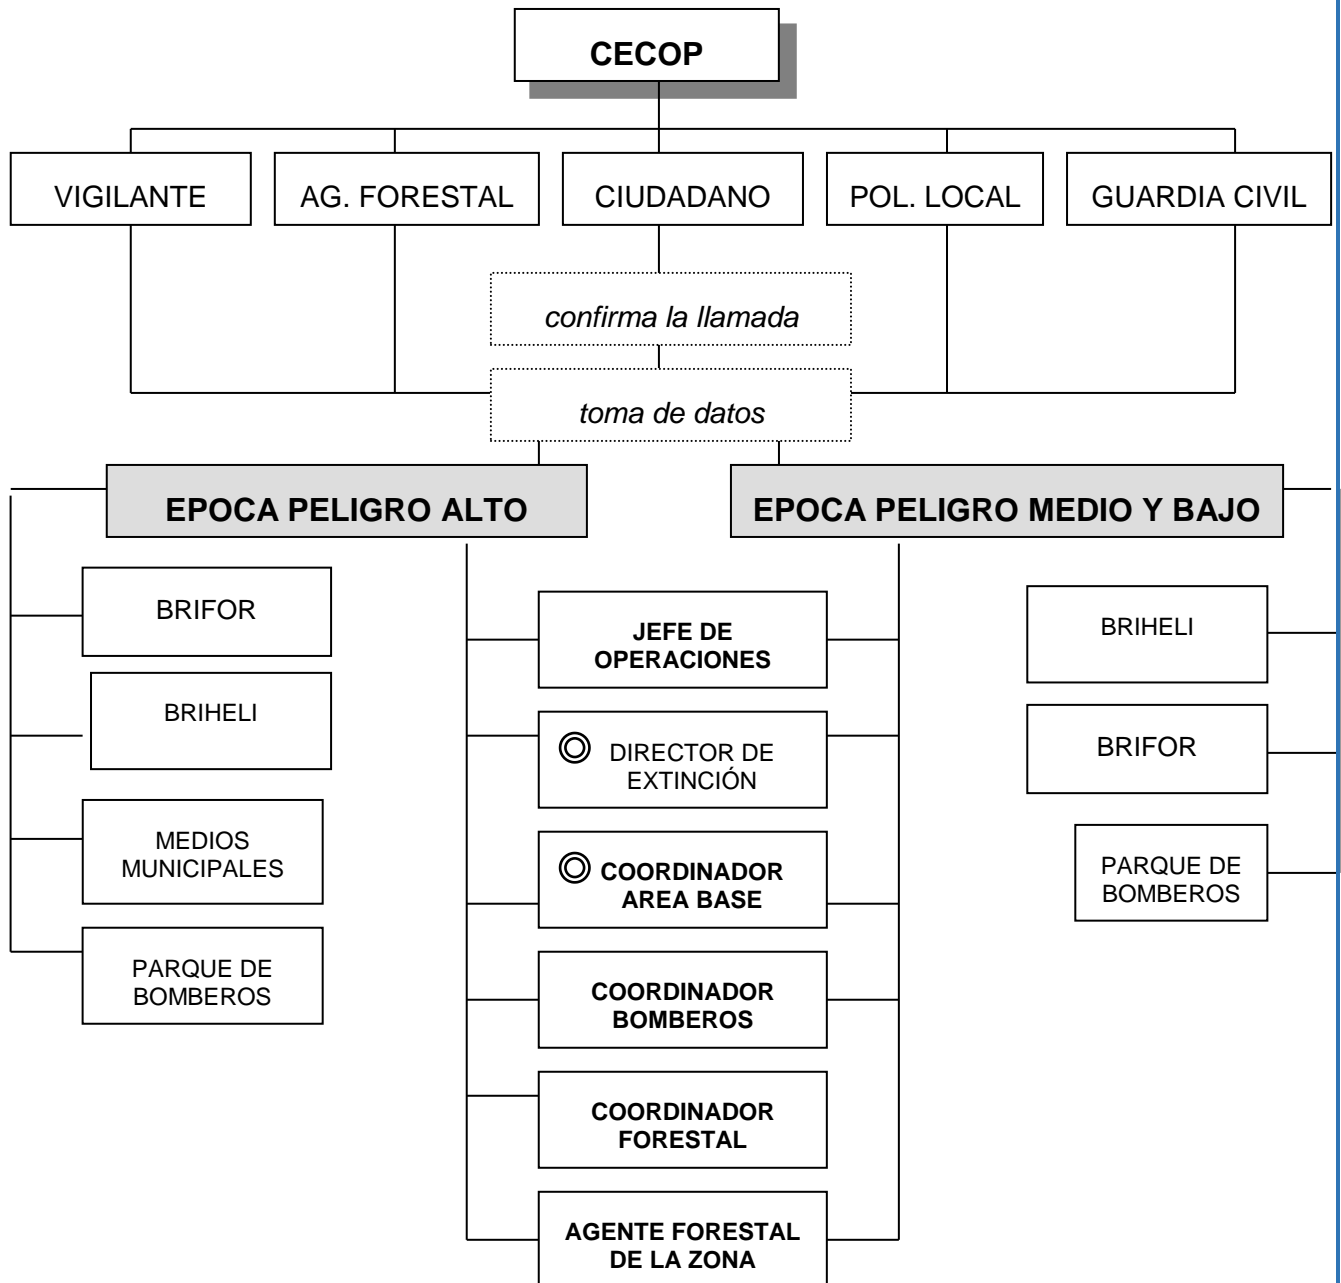 CECOP
VIGILANTE
AG. FORESTAL
CIUDADANO
POL. LOCAL
GUARDIA CIVIL
confirma la llamada
toma de datos
EPOCA PELIGRO ALTO
EPOCA PELIGRO MEDIO Y BAJO
BRIFOR
BRIHELI
MEDIOS
MUNICIPALES
PARQUE DE
BOMBEROS
JEFE DE
OPERACIONES
DIRECTOR DE
EXTINCIÓN
COORDINADOR
AREA BASE
COORDINADOR
BOMBEROS
COORDINADOR
FORESTAL
AGENTE FORESTAL
DE LA ZONA
BRIHELI
BRIFOR
PARQUE DE
BOMBEROS